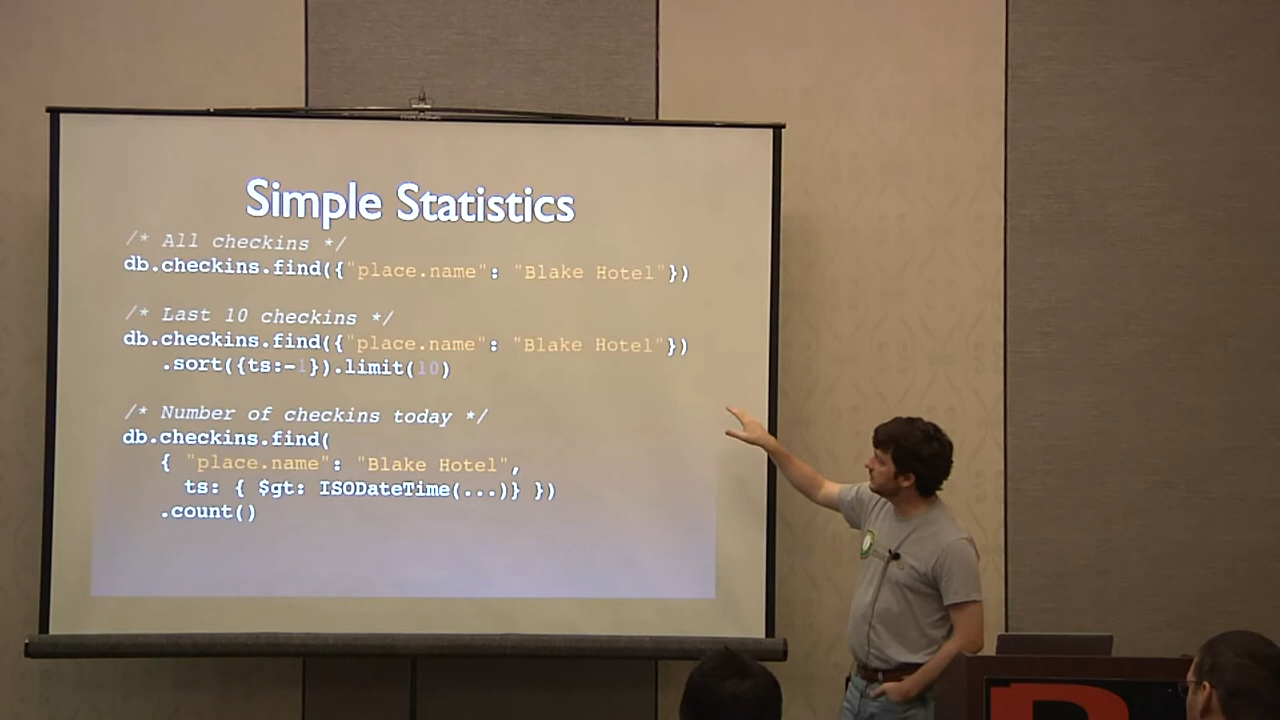 Simple Statistics
/* All checkins */
db.checkins.find({"place.name": "Blake Hotel"})
/* Last 10 checkins */
db.checkins.find({"place.name": "Blake Hotel"})
.sort({ts:-1}).limit(10)
/* Number of checkins today */
db.checkins.find(
{ "place.name": "Blake Hotel",
ts: { $gt: ISODateTime(...)} })
.count()